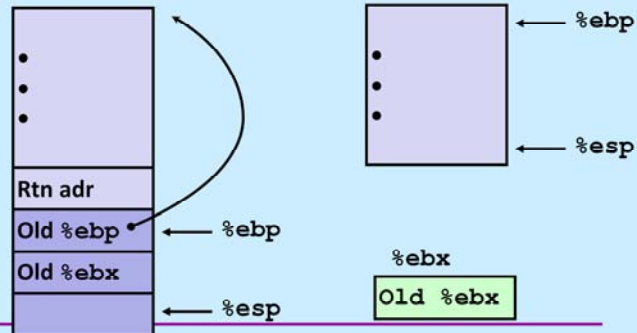 %ebp
%esp
Rtn adr
Old %ebp
%ebp
Old %ebx
%esp
%ebx
Old %ebx